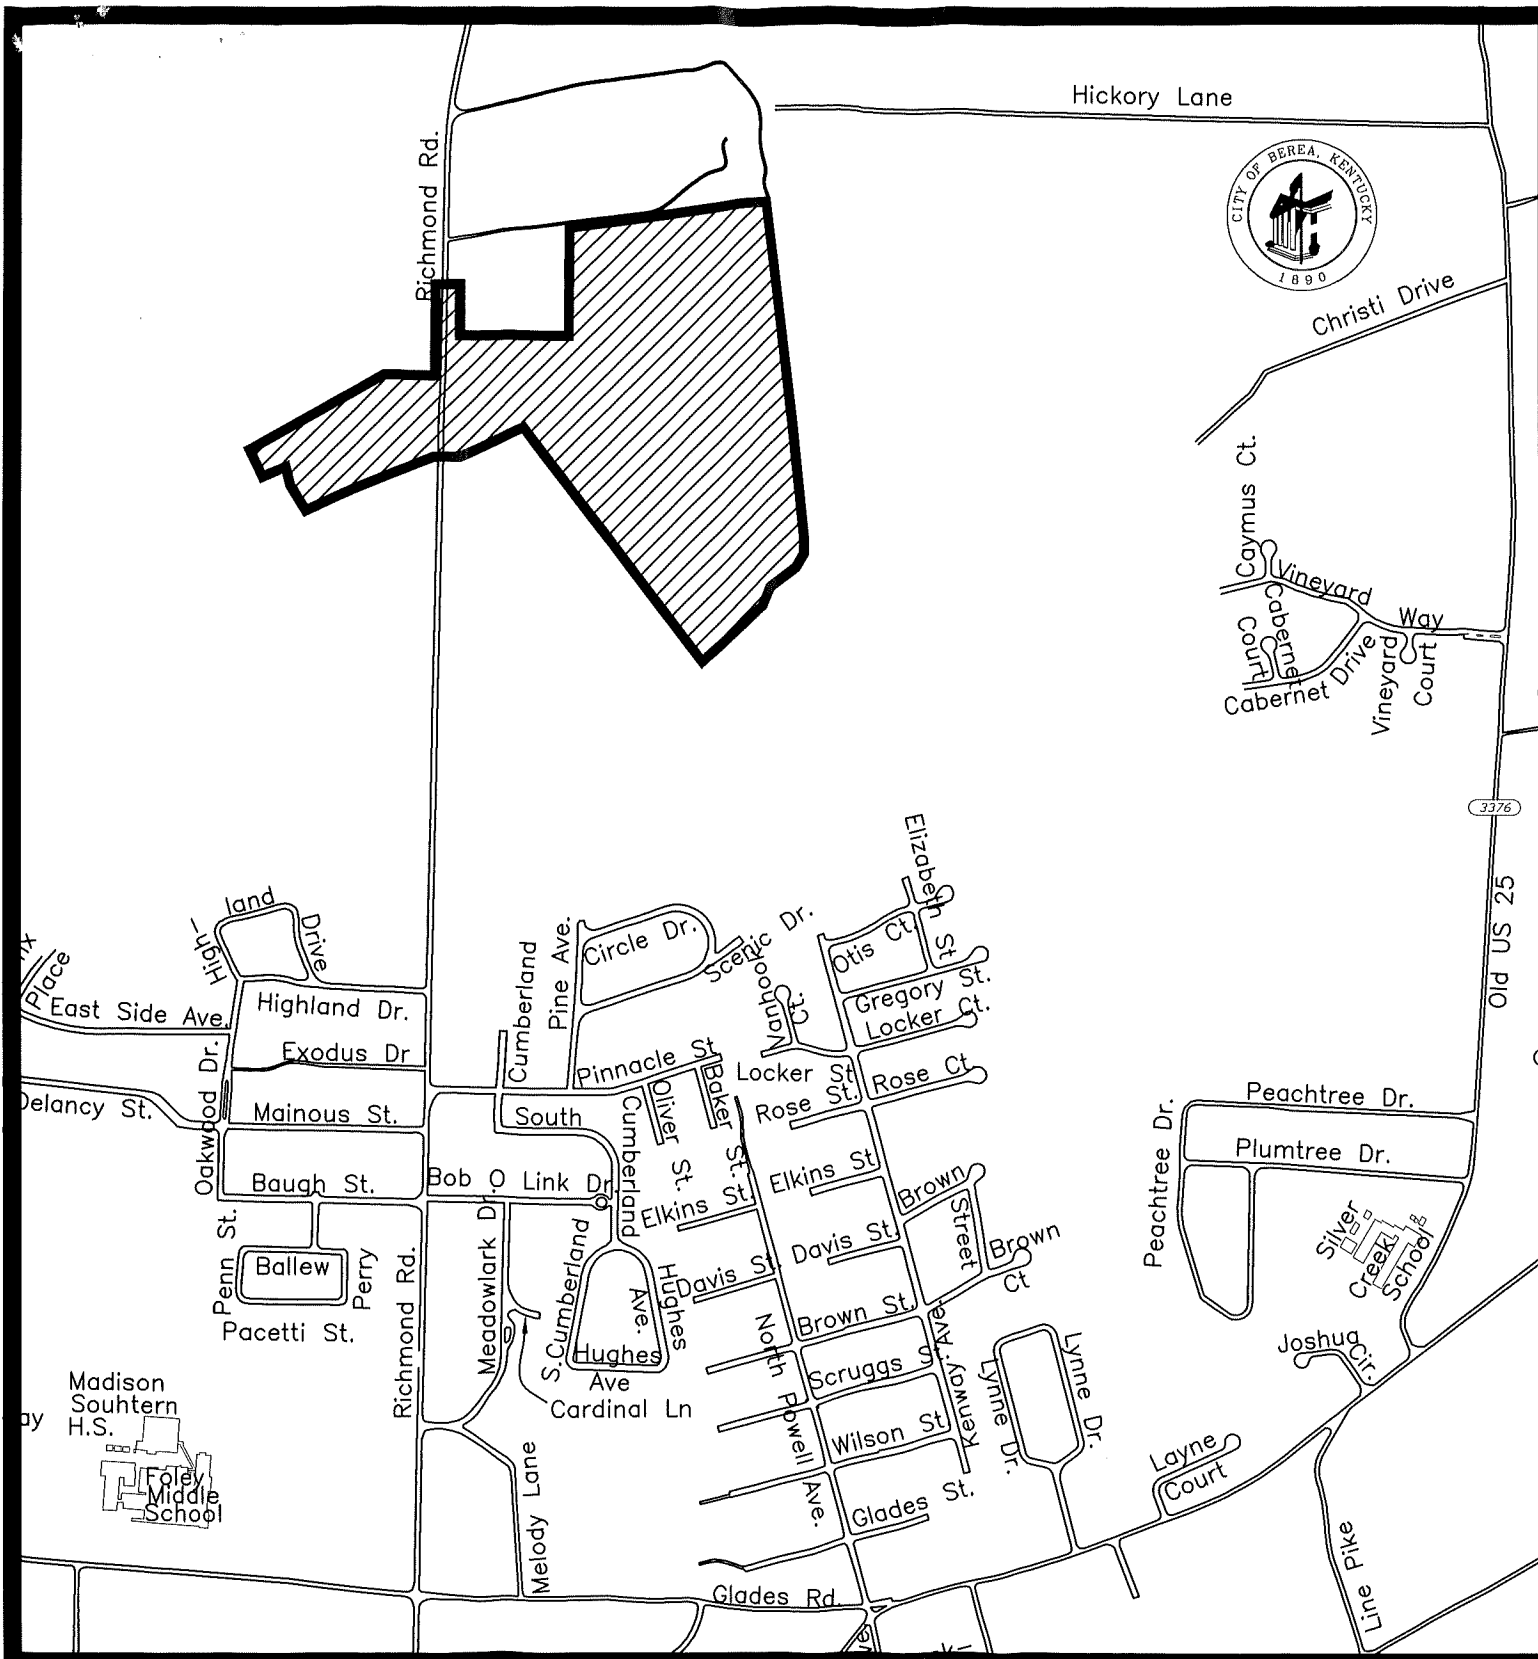 Hickory Lane
Richmond Rd.
CITY OF BEREA, KENTUCKY
1890
Christi Drive
Caymus Ct.
Vineyard
Way
Cabernet
Court
Vineyard
Court
Cabernet Drive
3376
Old US 25
Elizabeth St
High-
land
Drive
Place
East Side Ave.
Highland Dr.
Exodus Dr
Cumberland
Pine Ave.
Circle Dr.
Scenic Dr.
Vanhook
Ct.
Otis Ct.
Gregory St.
Locker Ct.
Pinnacle St
Locker St
Rose Ct
Rose St.
Delancy St.
Oakwood Dr.
Mainous St.
South
Cumberland
Oliver St.
Baker St.
Peachtree Dr.
Peachtree Dr.
Plumtree Dr.
Baugh St.
Bob O Link Dr.
Elkins St.
Elkins St
Brown
Street
Brown
Ct
Davis St.
Davis St.
Penn St.
Ballew
Perry
Pacetti St.
Richmond Rd.
Meadowlark Dr.
S.Cumberland
Ave.
Hughes
Hughes
Ave
Cardinal Ln
North Powell Ave.
Brown St.
Scruggs S
Kenway Ave.
Wilson St.
Glades St.
Lynne Dr.
Lynne Dr.
Silver
Creek
School
Joshua
Cir.
Madison
Souhtern
H.S.
ay
Foley
Middle
School
Melody Lane
Layne
Court
Line Pike
Glades Rd.